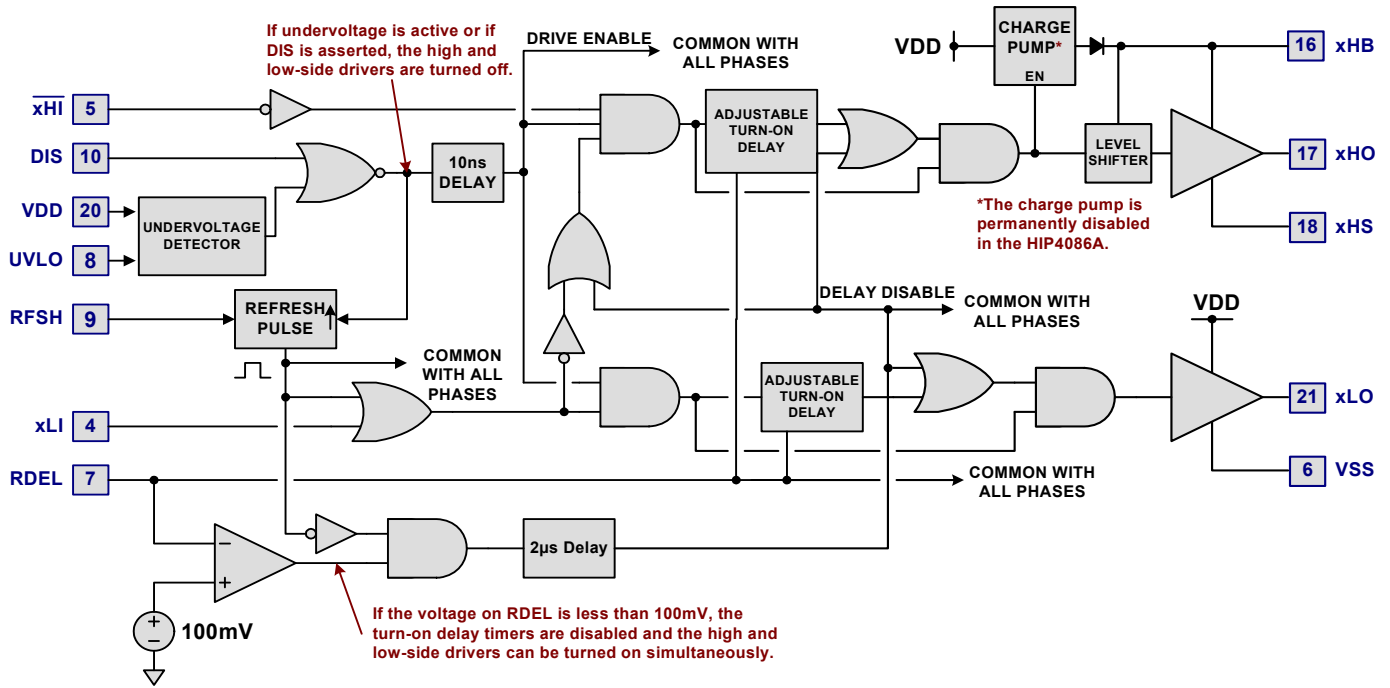 If undervoltage is active or if
DIS is asserted, the high and
low-side drivers are turned off.
DRIVE ENABLE
COMMON WITH
ALL PHASES
VDD
CHARGE
PUMP*
EN
16 xHB
xHI 5
ADJUSTABLE
TURN-ON
DELAY
LEVEL
SHIFTER
17 xHO
DIS 10
10ns
DELAY
VDD 20
UNDERVOLTAGE
DETECTOR
*The charge pump is
permanently disabled
in the HIP4086A.
18 xHS
UVLO 8
RFSH 9
REFRESH
PULSE
DELAY DISABLE
COMMON WITH
ALL PHASES
VDD
COMMON
WITH ALL
PHASES
ADJUSTABLE
TURN-ON
DELAY
21 xLO
xLI 4
RDEL 7
COMMON WITH
ALL PHASES
6 VSS
−
+
2µs Delay
+
−
100mV
If the voltage on RDEL is less than 100mV, the
turn-on delay timers are disabled and the high and
low-side drivers can be turned on simultaneously.